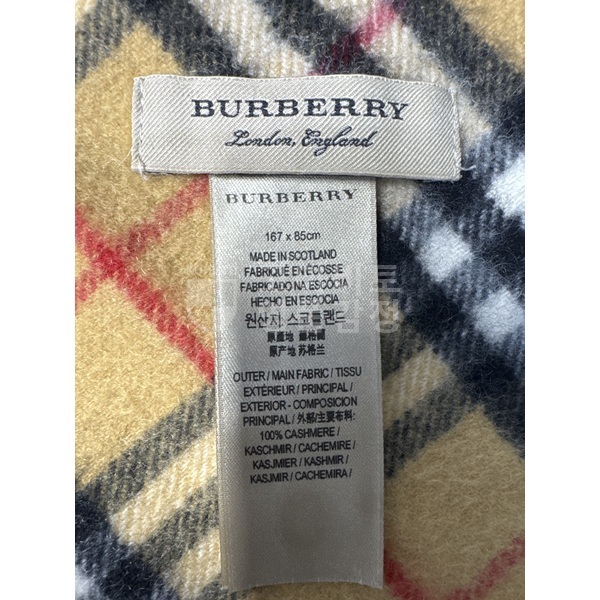 BURBERRY
London, England
BURBERRY
167 x 85cm
MADE IN SCOTLAND
FABRIQUÉ EN ÉCOSSE
FABRICADO NA ESCÓCIA
HECHO EN ESCOCIA
원산지: 스코틀랜드
原產地 蘇格蘭
原产地 苏格兰
OUTER / MAIN FABRIC / TISSU
EXTÉRIEUR / PRINCIPAL /
EXTERIOR - COMPOSICION
PRINCIPAL / 外部/主要布料:
100% CASHMERE /
KASCHMIR / CACHEMIRE /
KASJMIER / KASHMIR /
KASJMIR / CACHEMIRA /